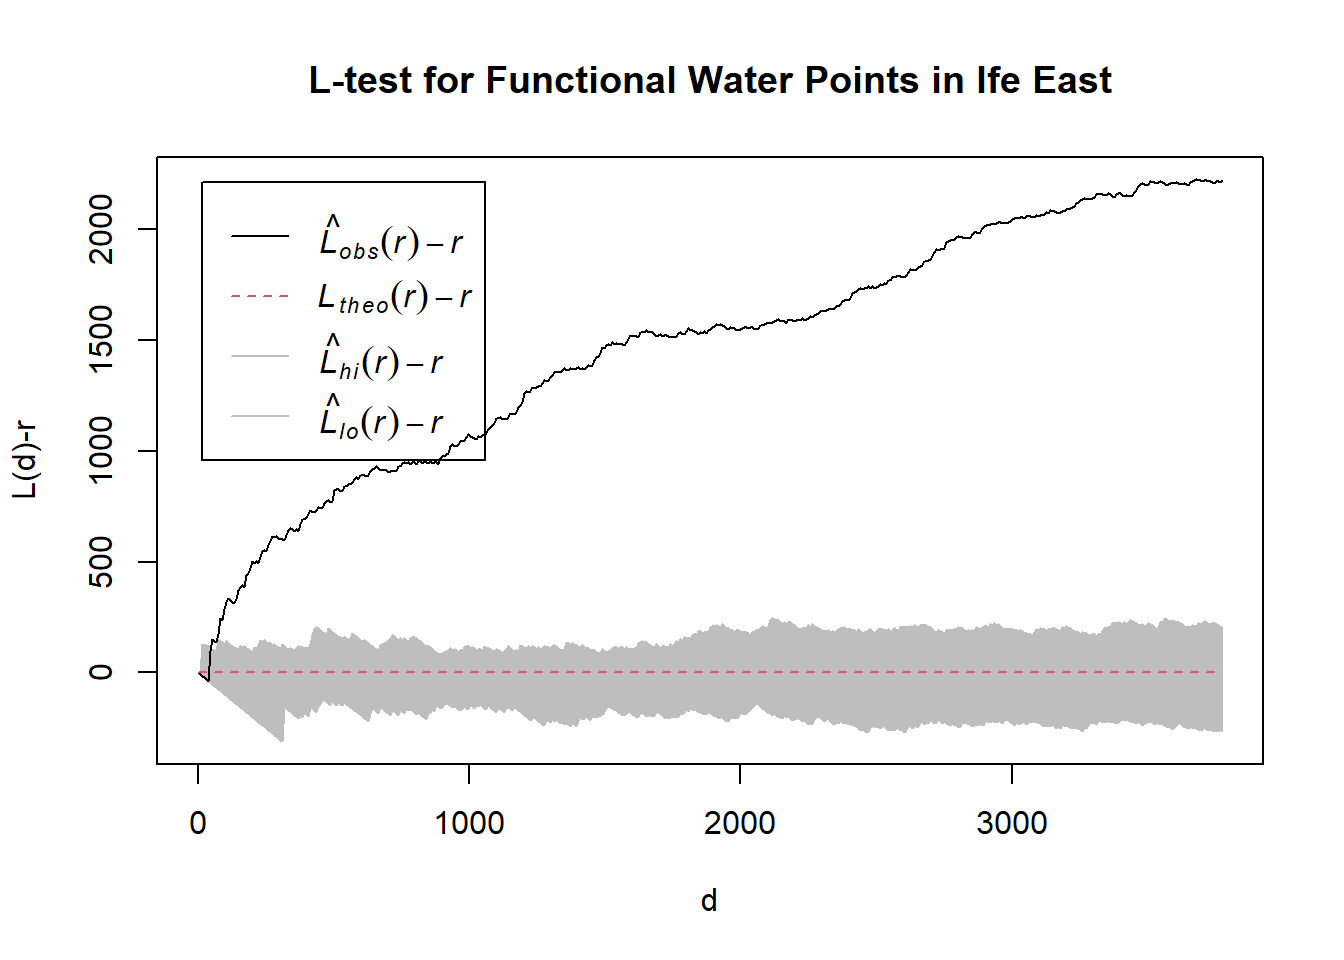 L-test for Functional Water Points in Ife East
L̂obs(r) − r
Ltheo(r) − r
L̂hi(r) − r
L̂lo(r) − r
L(d)-r
2000
1500
1000
500
0
0 1000 2000 3000
d